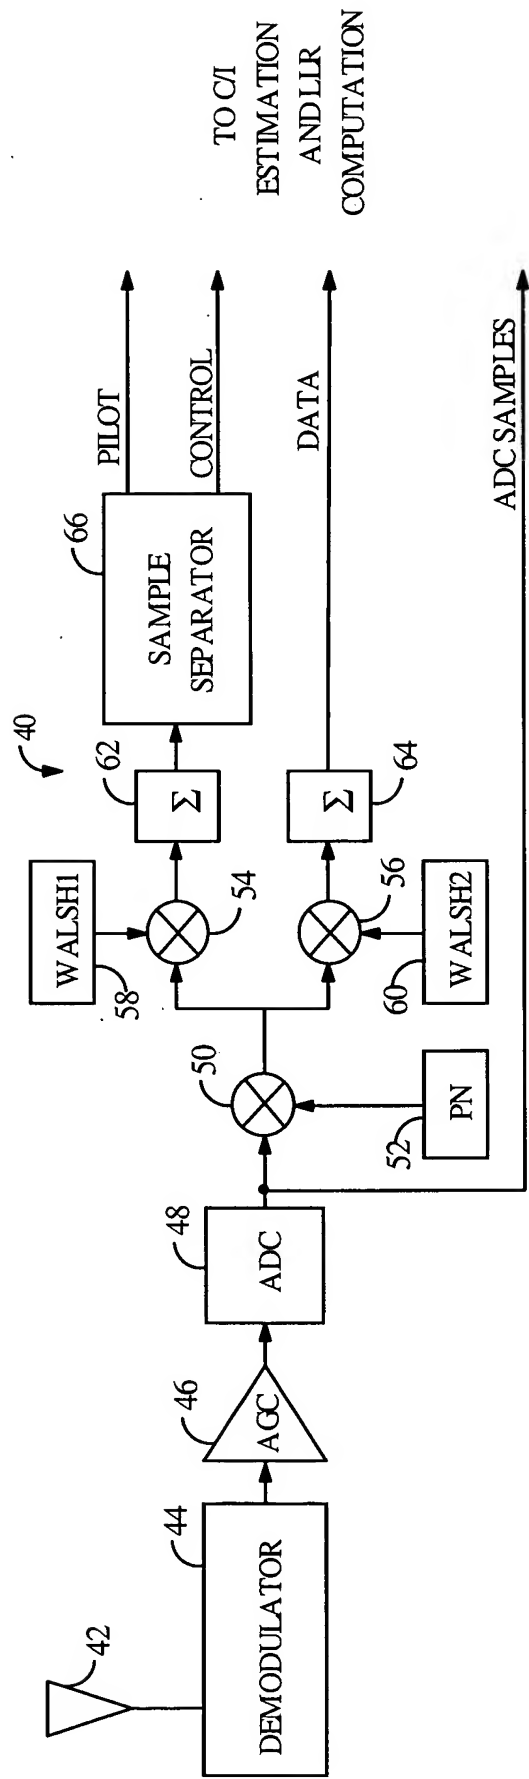 42
44
DEMODULATOR
46
AGC
48
ADC
50
52
PN
WALSH1
58
54
56
60
WALSH2
40
62
Σ
64
Σ
66
SAMPLE
SEPARATOR
PILOT
CONTROL
DATA
ADC SAMPLES
TO C/I
ESTIMATION
AND LLR
COMPUTATION